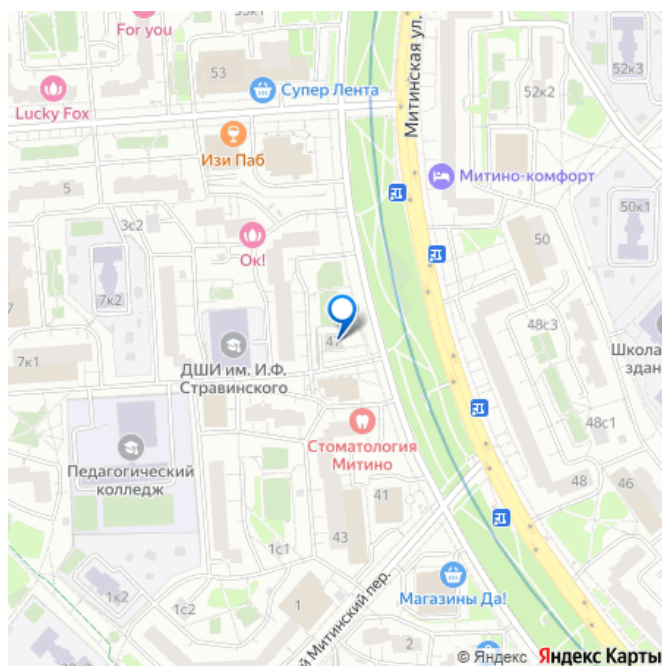 For you
53
Lucky Fox
Супер Лента
Митинская ул.
52к2
52к3
Изи Паб
Митино-комфорт
5
3с2
50к1
Ок!
50
7к2
47
48с3
7к1
ДШИ им. И.Ф.
Стравинского
Школа
здан
48с1
Стоматология
Митино
Педагогический
колледж
41
48
46
43
1с1
1к2
1с2
1
й Митинский пер.
Магазины Да!
2
© Яндекс Яндекс Карты